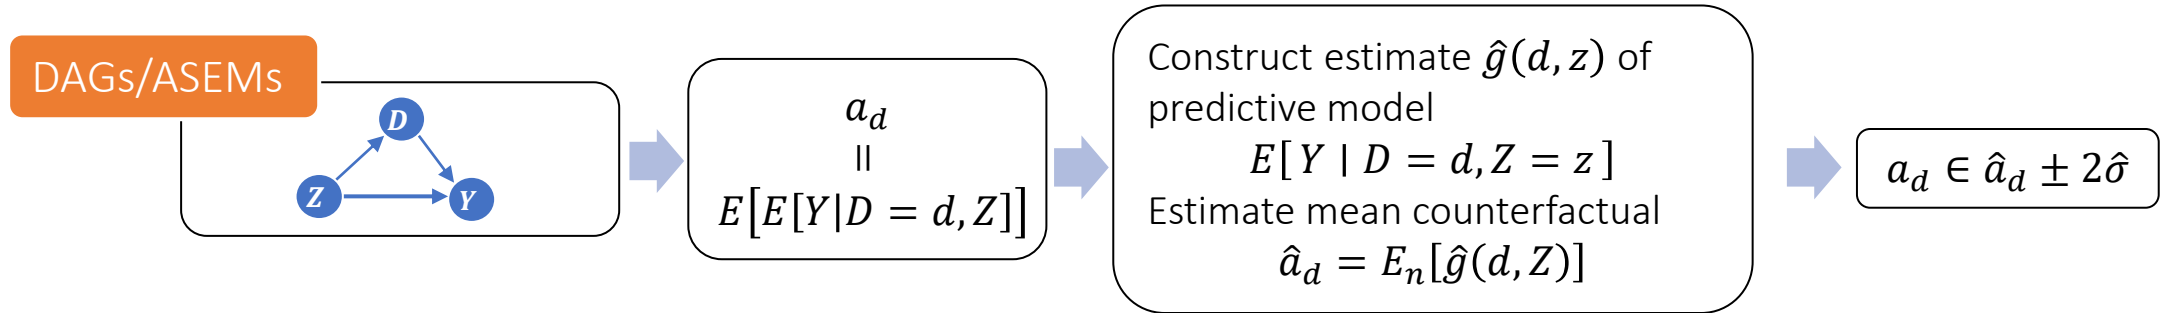 DAGs/ASEMs
D
Z
Y
a_d
=
E[E[Y|D = d, Z]]
Construct estimate ĝ(d, z) of
predictive model
E[ Y ∣ D = d, Z = z ]
Estimate mean counterfactual
â_d = E_n[ĝ(d, Z)]
a_d ∈ â_d ± 2σ̂